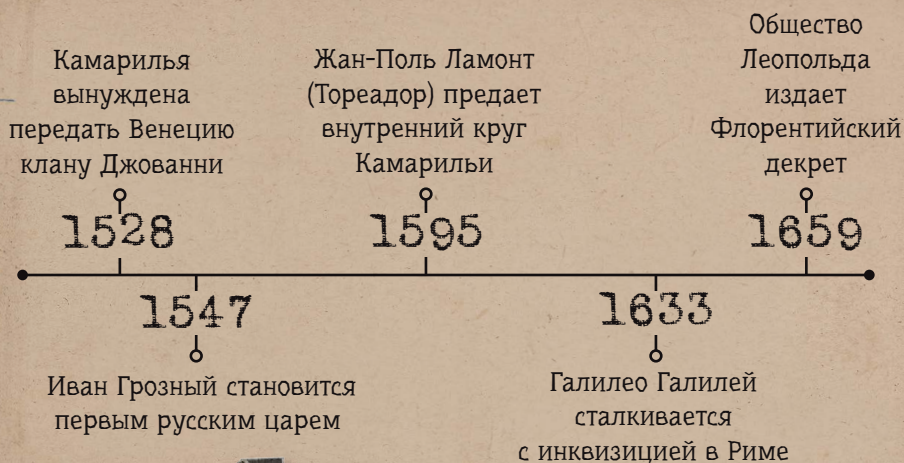 Камарилья
вынуждена
передать Венецию
клану Джованни
1528
Жан-Поль Ламонт
(Тореадор) предает
внутренний круг
Камарильи
1595
Общество
Леопольда
издает
Флорентийский
декрет
1659
1547
Иван Грозный становится
первым русским царем
1633
Галилео Галилей
сталкивается
с инквизицией в Риме